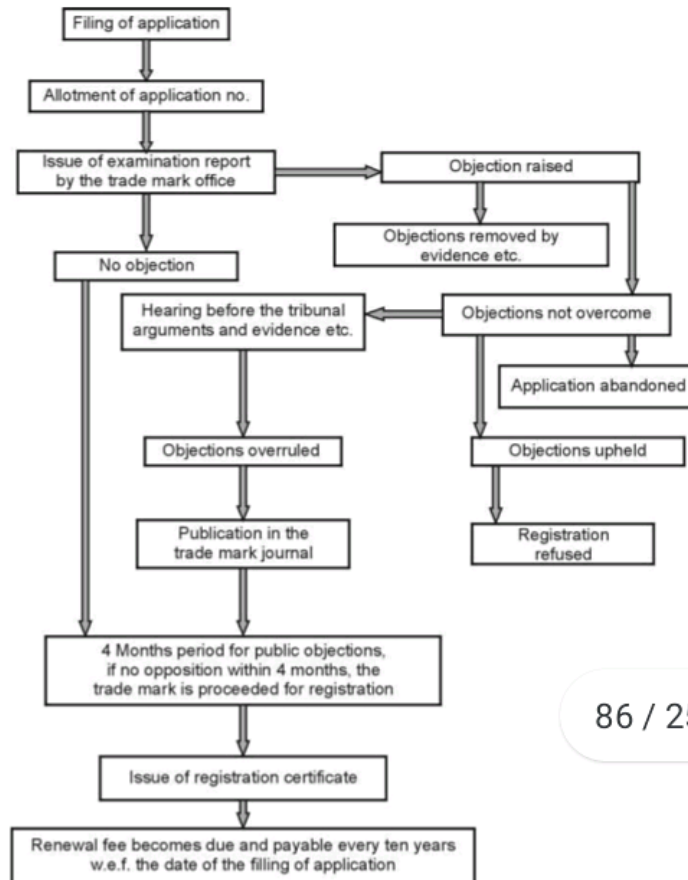 Filing of application
Allotment of application no.
Issue of examination report
by the trade mark office
Objection raised
Objections removed by
evidence etc.
No objection
Hearing before the tribunal
arguments and evidence etc.
Objections not overcome
Application abandoned
Objections overruled
Objections upheld
Publication in the
trade mark journal
Registration
refused
4 Months period for public objections,
if no opposition within 4 months, the
trade mark is proceeded for registration
86 / 25
Issue of registration certificate
Renewal fee becomes due and payable every ten years
w.e.f. the date of the filling of application